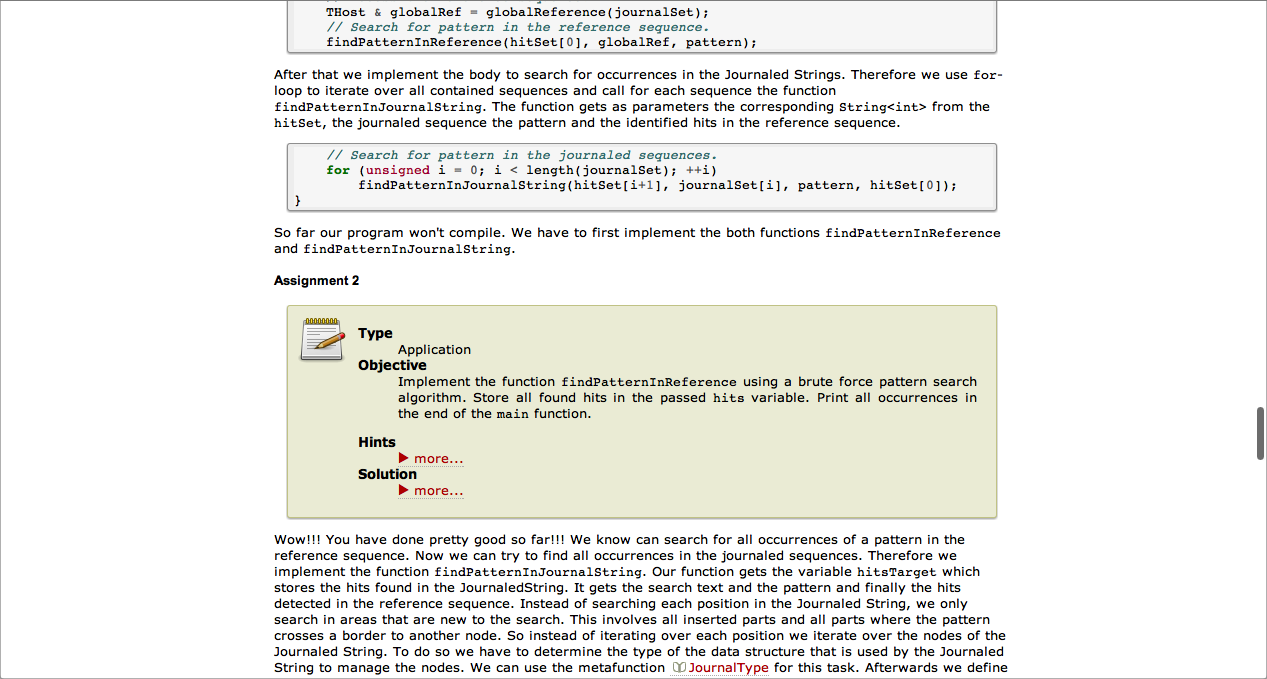 THost & globalRef = globalReference(journalSet);
// Search for pattern in the reference sequence.
findPatternInReference(hitSet[0], globalRef, pattern);
After that we implement the body to search for occurrences in the Journaled Strings. Therefore we use for-
loop to iterate over all contained sequences and call for each sequence the function
findPatternInJournalString. The function gets as parameters the corresponding String<int> from the
hitSet, the journaled sequence the pattern and the identified hits in the reference sequence.
// Search for pattern in the journaled sequences.
for (unsigned i = 0; i < length(journalSet); ++i)
findPatternInJournalString(hitSet[i+1], journalSet[i], pattern, hitSet[0]);
}
So far our program won't compile. We have to first implement the both functions findPatternInReference
and findPatternInJournalString.
Assignment 2
Type
Application
Objective
Implement the function findPatternInReference using a brute force pattern search
algorithm. Store all found hits in the passed hits variable. Print all occurrences in
the end of the main function.
Hints
more...
Solution
more...
Wow!!! You have done pretty good so far!!! We know can search for all occurrences of a pattern in the
reference sequence. Now we can try to find all occurrences in the journaled sequences. Therefore we
implement the function findPatternInJournalString. Our function gets the variable hitsTarget which
stores the hits found in the JournaledString. It gets the search text and the pattern and finally the hits
detected in the reference sequence. Instead of searching each position in the Journaled String, we only
search in areas that are new to the search. This involves all inserted parts and all parts where the pattern
crosses a border to another node. So instead of iterating over each position we iterate over the nodes of the
Journaled String. To do so we have to determine the type of the data structure that is used by the Journaled
String to manage the nodes. We can use the metafunction JournalType for this task. Afterwards we define